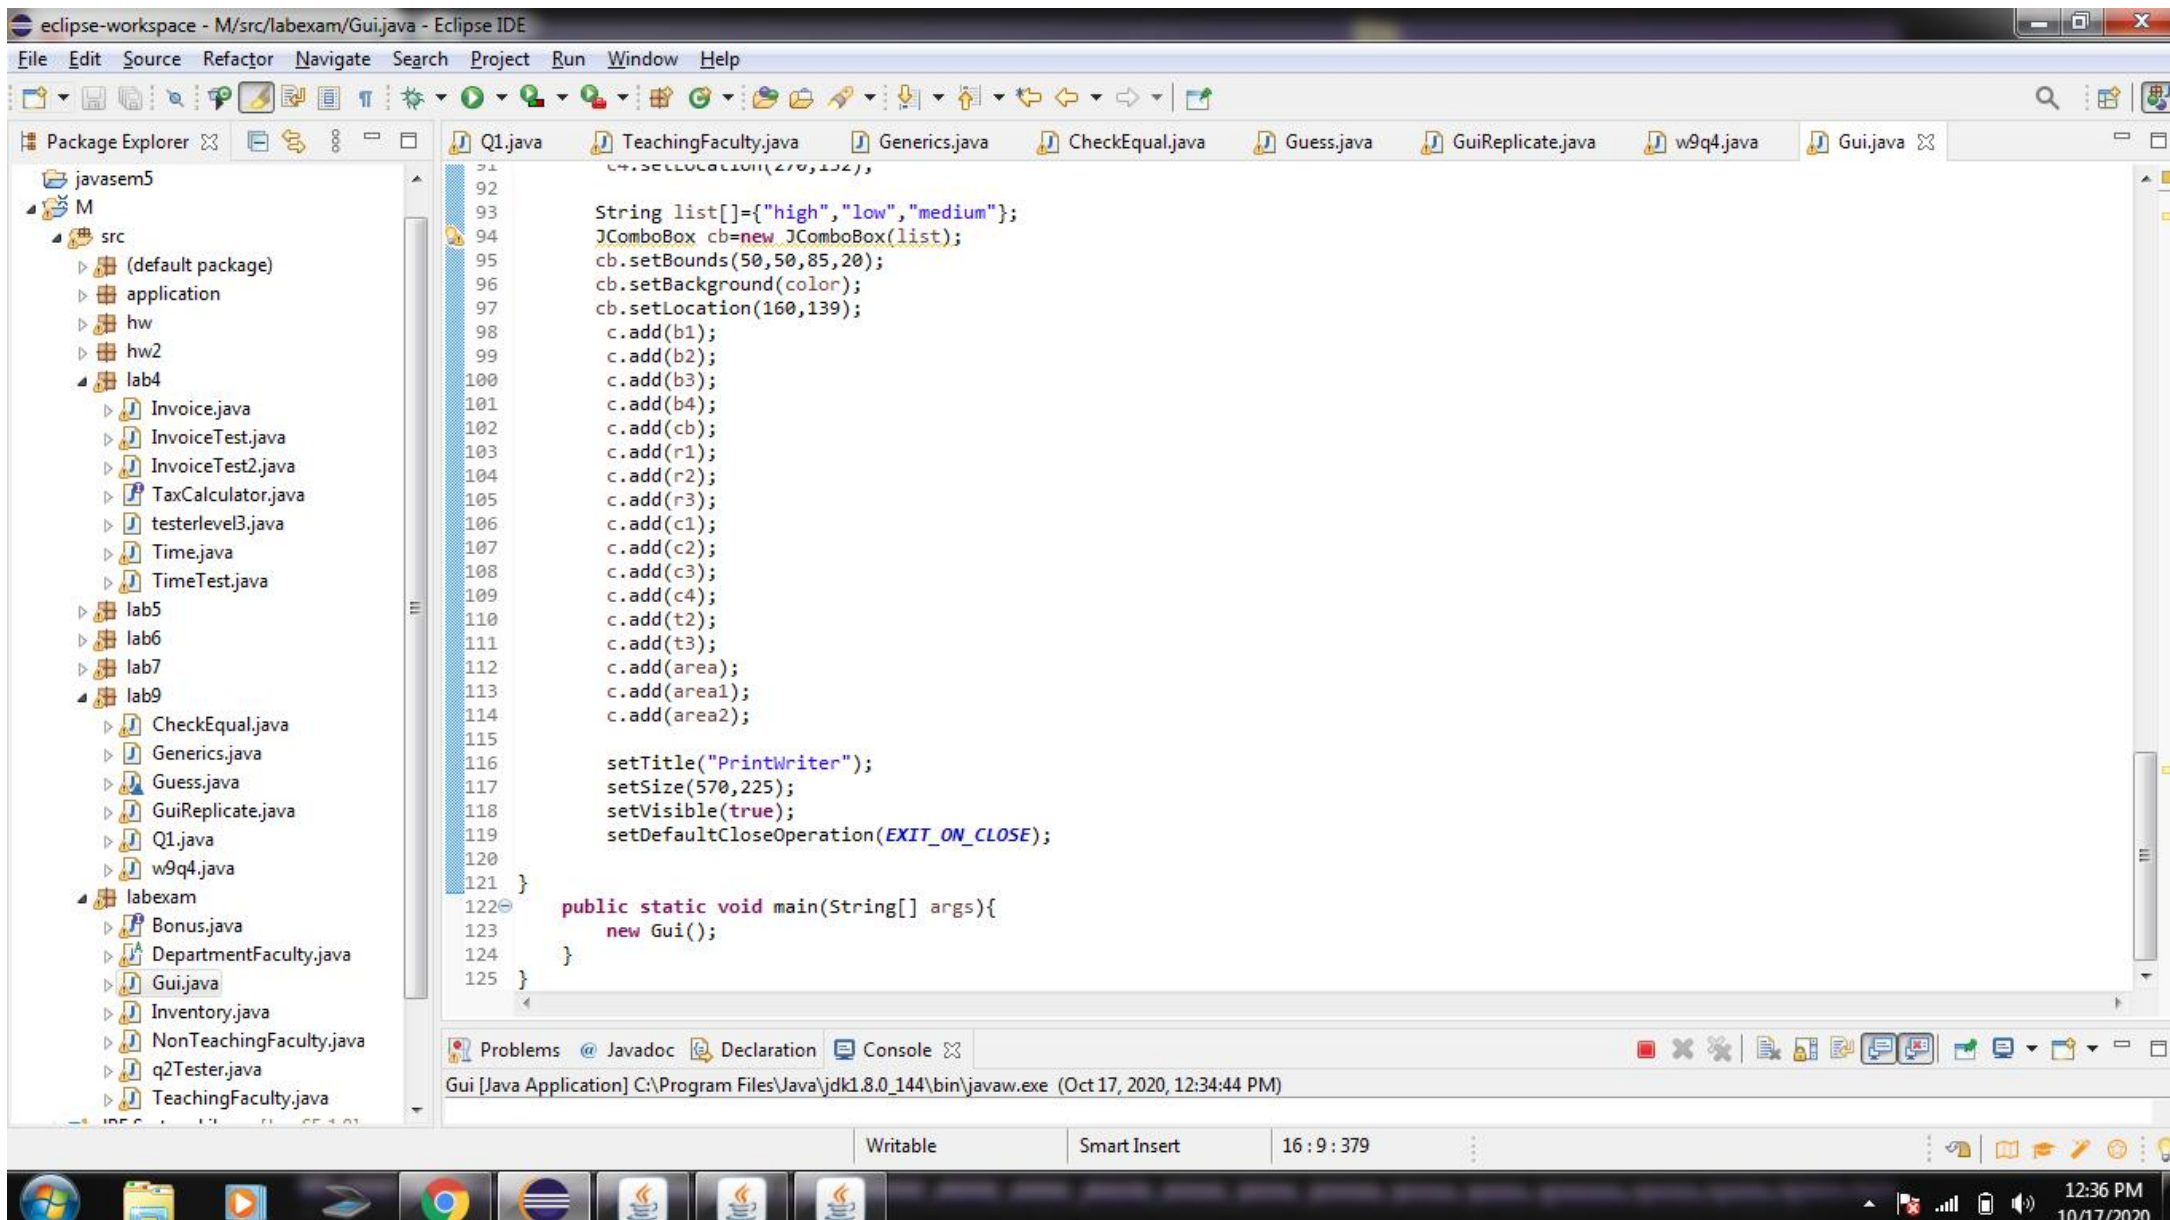 eclipse-workspace - M/src/labexam/Gui.java - Eclipse IDE
File Edit Source Refactor Navigate Search Project Run Window Help
Package Explorer
Q1.java TeachingFaculty.java Generics.java CheckEqual.java Guess.java GuiReplicate.java w9q4.java Gui.java
javasem5
M
src
(default package)
application
hw
hw2
lab4
Invoice.java
InvoiceTest.java
InvoiceTest2.java
TaxCalculator.java
testerlevel3.java
Time.java
TimeTest.java
lab5
lab6
lab7
lab9
CheckEqual.java
Generics.java
Guess.java
GuiReplicate.java
Q1.java
w9q4.java
labexam
Bonus.java
DepartmentFaculty.java
Gui.java
Inventory.java
NonTeachingFaculty.java
q2Tester.java
TeachingFaculty.java
91 c4.setLocation(270,152);
92
93 String list[]={"high","low","medium"};
94 JComboBox cb=new JComboBox(list);
95 cb.setBounds(50,50,85,20);
96 cb.setBackground(color);
97 cb.setLocation(160,139);
98 c.add(b1);
99 c.add(b2);
100 c.add(b3);
101 c.add(b4);
102 c.add(cb);
103 c.add(r1);
104 c.add(r2);
105 c.add(r3);
106 c.add(c1);
107 c.add(c2);
108 c.add(c3);
109 c.add(c4);
110 c.add(t2);
111 c.add(t3);
112 c.add(area);
113 c.add(area1);
114 c.add(area2);
115
116 setTitle("PrintWriter");
117 setSize(570,225);
118 setVisible(true);
119 setDefaultCloseOperation(EXIT_ON_CLOSE);
120
121 }
122 public static void main(String[] args){
123 new Gui();
124 }
125 }
Problems @ Javadoc Declaration Console
Gui [Java Application] C:\Program Files\Java\jdk1.8.0_144\bin\javaw.exe (Oct 17, 2020, 12:34:44 PM)
Writable Smart Insert 16 : 9 : 379
12:36 PM
10/17/2020